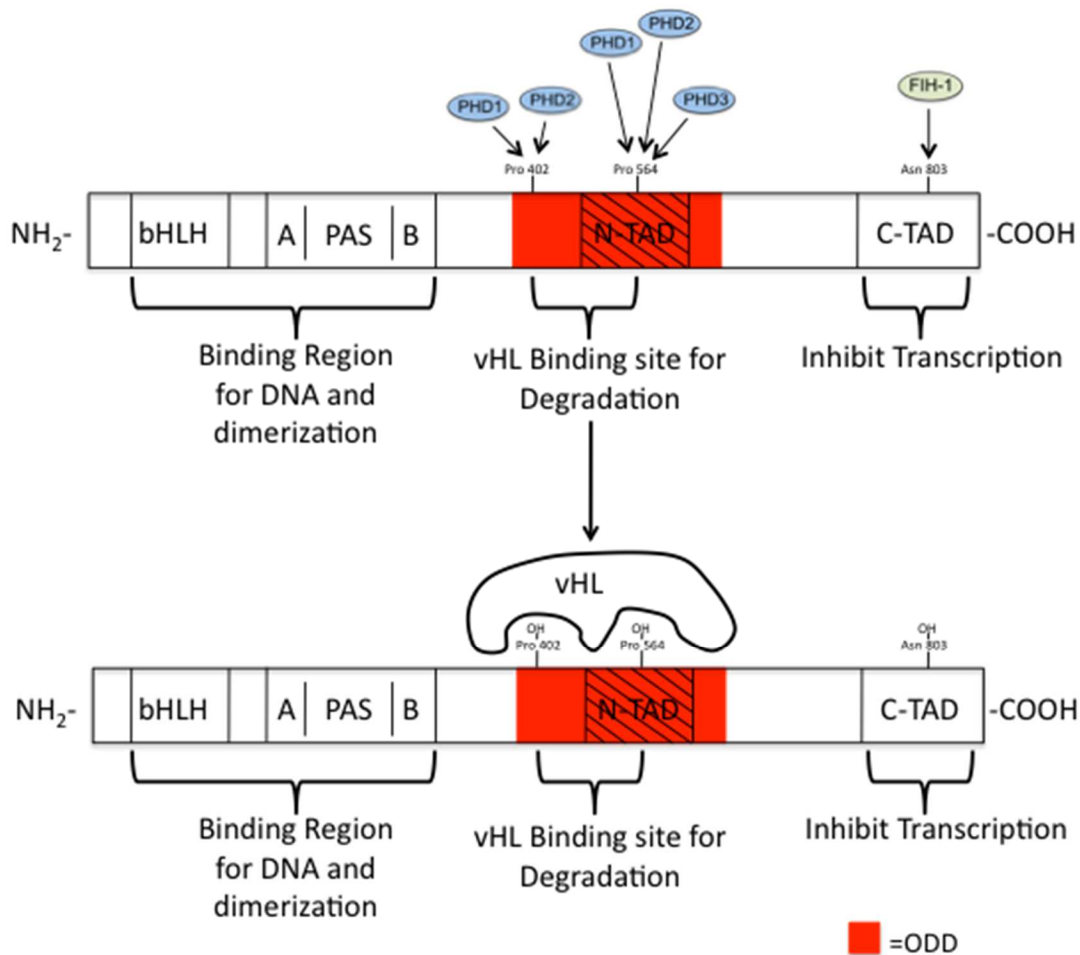 PHD1
PHD2
PHD1
PHD2
PHD3
FIH-1
Pro 402
Pro 564
Asn 803
NH2-
bHLH
A
PAS
B
N-TAD
C-TAD
-COOH
Binding Region
for DNA and
dimerization
vHL Binding site for
Degradation
Inhibit Transcription
vHL
OH
Pro 402
OH
Pro 564
OH
Asn 803
NH2-
bHLH
A
PAS
B
N-TAD
C-TAD
-COOH
Binding Region
for DNA and
dimerization
vHL Binding site for
Degradation
Inhibit Transcription
=ODD